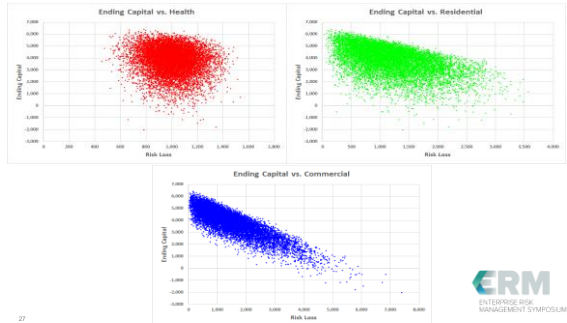 Ending Capital vs. Health
7,000
6,000
5,000
4,000
3,000
2,000
1,000
0
-1,000
-2,000
-3,000
Ending Capital
0 200 400 600 800 1,000 1,200 1,400 1,600 1,800
Risk Loss
Ending Capital vs. Residential
7,000
6,000
5,000
4,000
3,000
2,000
1,000
0
-1,000
-2,000
-3,000
Ending Capital
0 500 1,000 1,500 2,000 2,500 3,000 3,500 4,000
Risk Loss
Ending Capital vs. Commercial
7,000
6,000
5,000
4,000
3,000
2,000
1,000
0
-1,000
-2,000
-3,000
Ending Capital
0 1,000 2,000 3,000 4,000 5,000 6,000 7,000 8,000
Risk Loss
ERM
ENTERPRISE RISK
MANAGEMENT SYMPOSIUM
27